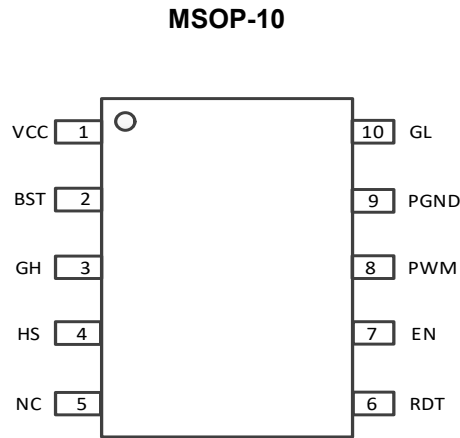 MSOP-10
VCC 1 10 GL
BST 2 9 PGND
GH 3 8 PWM
HS 4 7 EN
NC 5 6 RDT